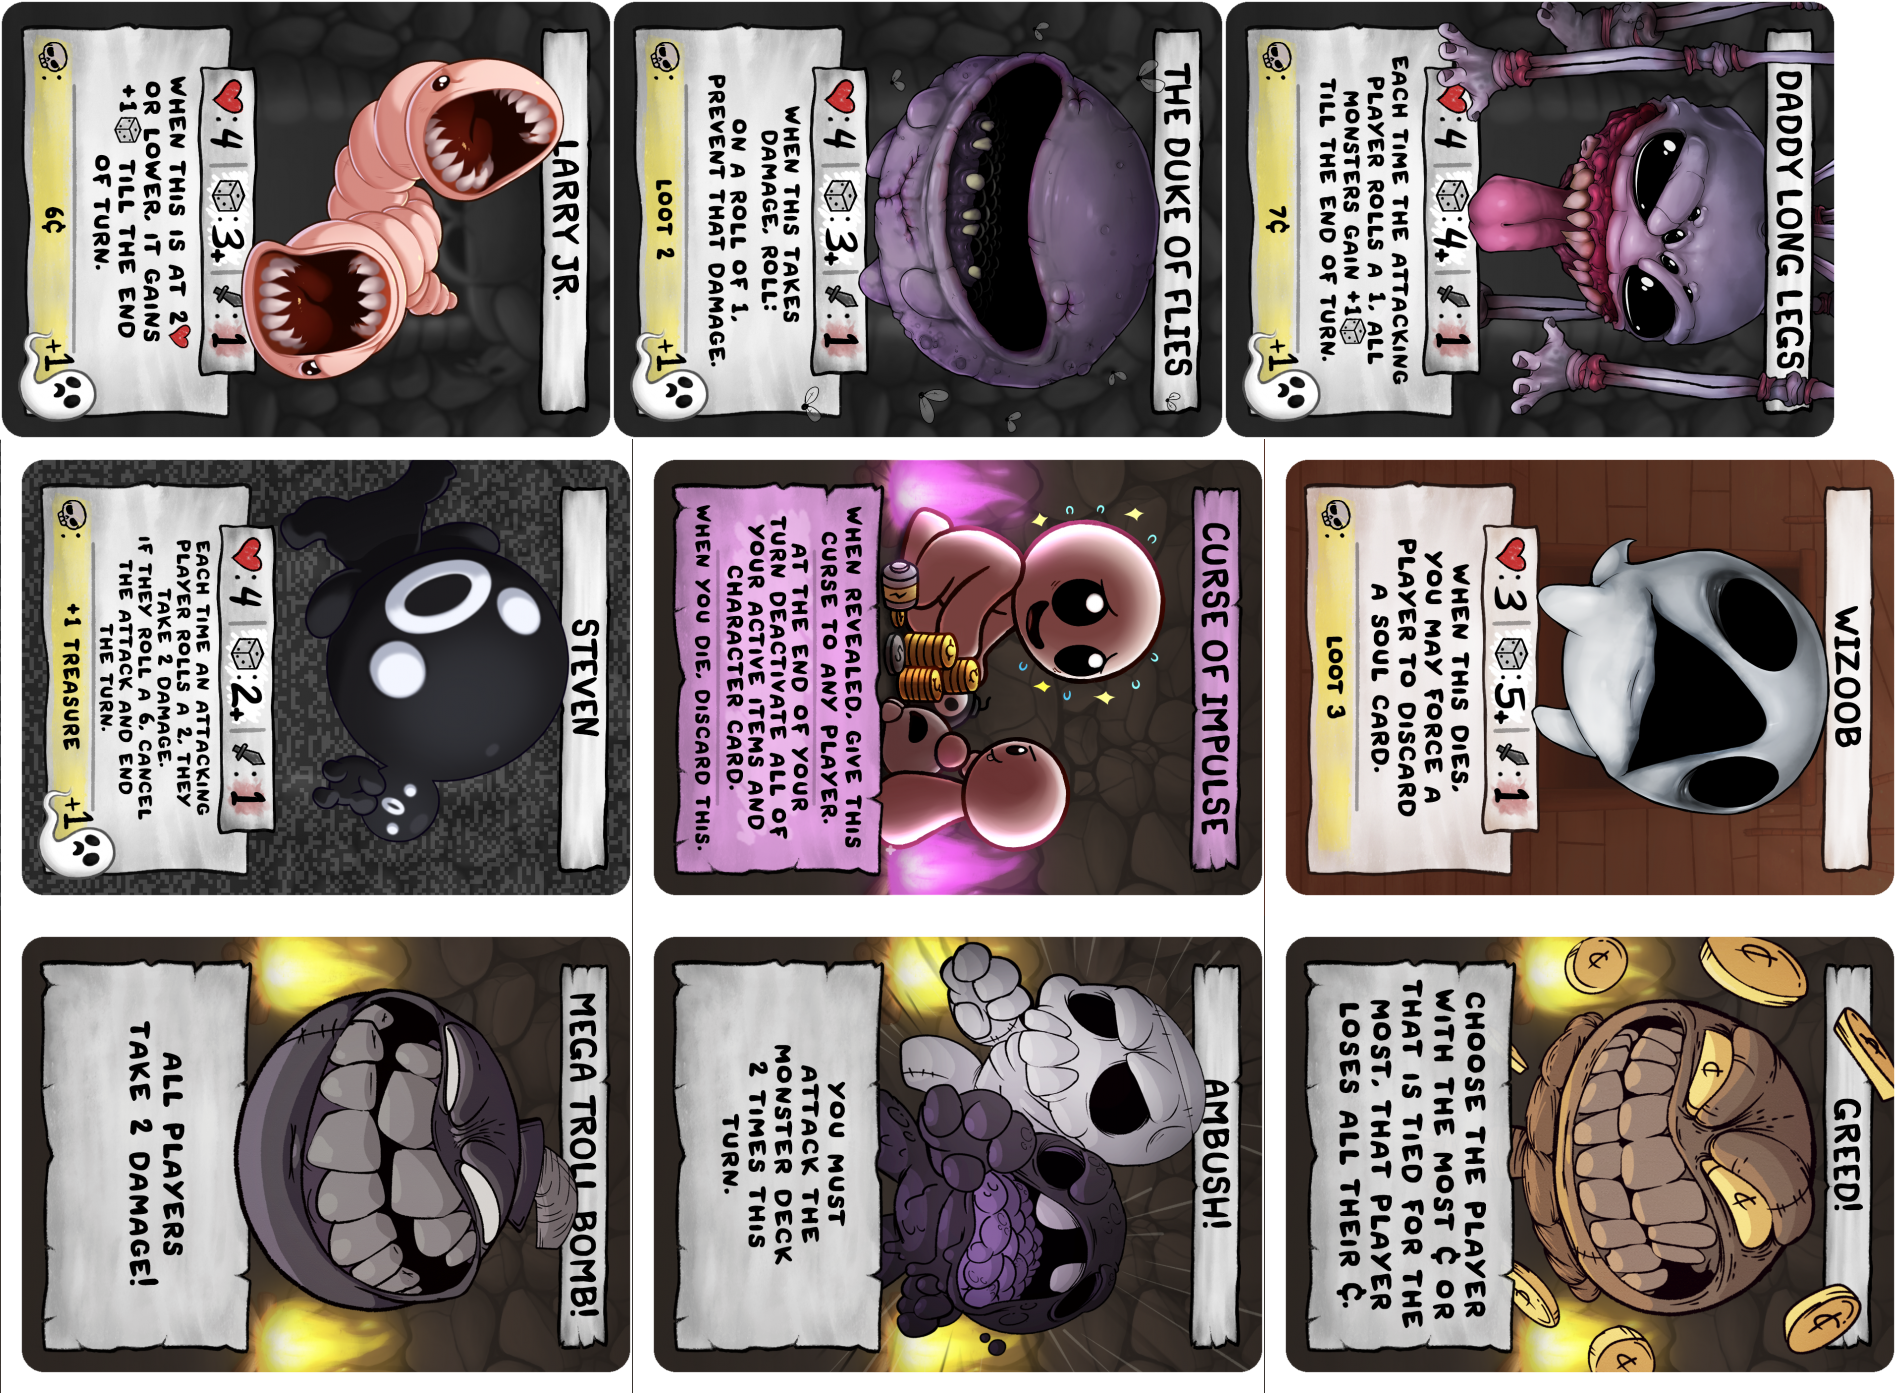 LARRY JR.
:4 :3+ :1
WHEN THIS IS AT 2
OR LOWER, IT GAINS
+1 TILL THE END
OF TURN.
: 6¢
+1
THE DUKE OF FLIES
:4 :3+ :1
WHEN THIS TAKES
DAMAGE, ROLL:
ON A ROLL OF 1,
PREVENT THAT DAMAGE.
: LOOT 2
+1
DADDY LONG LEGS
:4 :4+ :1
EACH TIME THE ATTACKING
PLAYER ROLLS A 1, ALL
MONSTERS GAIN +1
TILL THE END OF TURN.
: 7¢
+1
STEVEN
:4 :2+ :1
EACH TIME AN ATTACKING
PLAYER ROLLS A 2, THEY
TAKE 2 DAMAGE.
IF THEY ROLL A 6, CANCEL
THE ATTACK AND END
THE TURN.
: +1 TREASURE
+1
CURSE OF IMPULSE
WHEN REVEALED, GIVE THIS
CURSE TO ANY PLAYER.
AT THE END OF YOUR
TURN DEACTIVATE ALL OF
YOUR ACTIVE ITEMS AND
CHARACTER CARD.
WHEN YOU DIE, DISCARD THIS.
WIZOOB
:3 :5+ :1
WHEN THIS DIES,
YOU MAY FORCE A
PLAYER TO DISCARD
A SOUL CARD.
: LOOT 3
MEGA TROLL BOMB!
ALL PLAYERS
TAKE 2 DAMAGE!
AMBUSH!
YOU MUST
ATTACK THE
MONSTER DECK
2 TIMES THIS
TURN.
GREED!
CHOOSE THE PLAYER
WITH THE MOST ¢ OR
THAT IS TIED FOR THE
MOST, THAT PLAYER
LOSES ALL THEIR ¢.